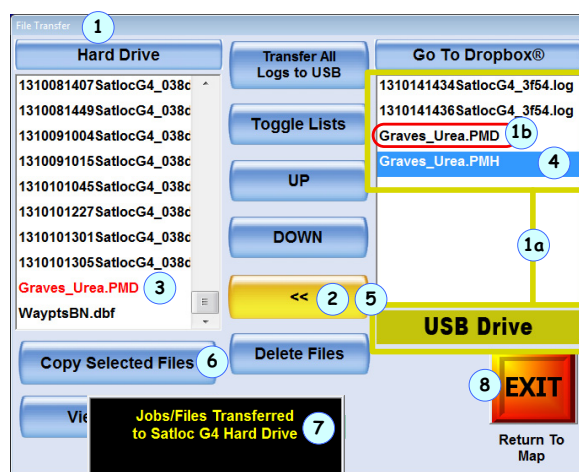 File Transfer
1
Hard Drive
Transfer All
Logs to USB
Go To Dropbox®
1310081407SatlocG4_038c
1310081449SatlocG4_038c
1310091004SatlocG4_038c
1310091015SatlocG4_038c
1310101045SatlocG4_038c
1310101227SatlocG4_038c
1310101301SatlocG4_038c
1310101305SatlocG4_038c
Graves_Urea.PMD
3
WayptsBN.dbf
Toggle Lists
UP
DOWN
<<
2
5
1310141434SatlocG4_3f54.log
1310141436SatlocG4_3f54.log
Graves_Urea.PMD
1b
Graves_Urea.PMH
4
1a
USB Drive
Copy Selected Files
6
Delete Files
Vie
Jobs/Files Transferred
to Satloc G4 Hard Drive
7
8
EXIT
Return To
Map